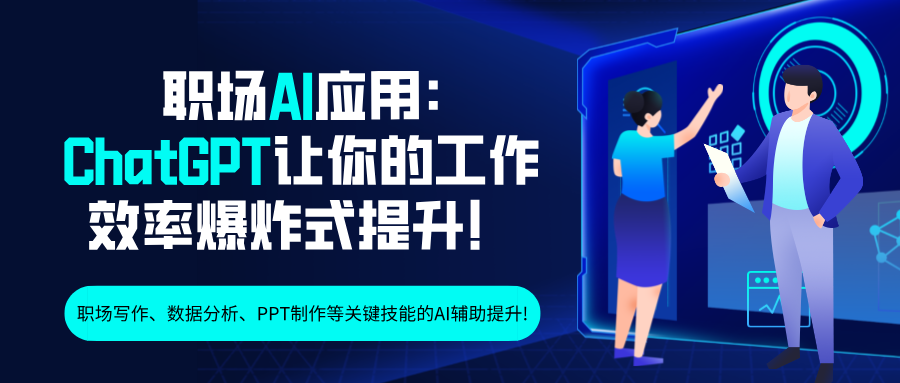 职场AI应用:
ChatGPT让你的工作
效率爆炸式提升!
职场写作、数据分析、PPT制作等关键技能的AI辅助提升!